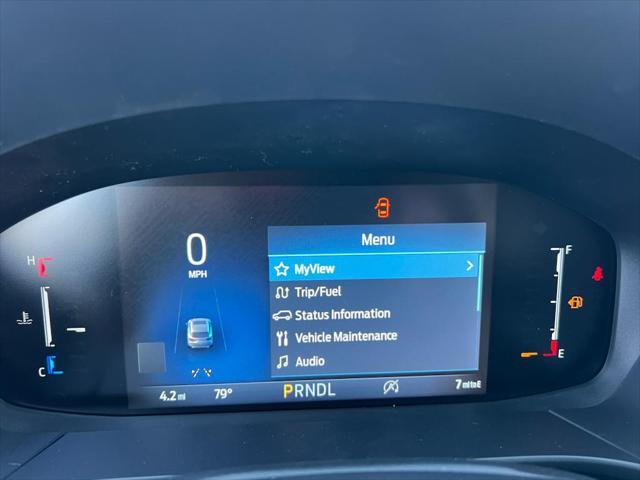 0
MPH
Menu
MyView
Trip/Fuel
Status Information
Vehicle Maintenance
Audio
4.2 mi 79° PRNDL 7 mi to E
H
C
F
E